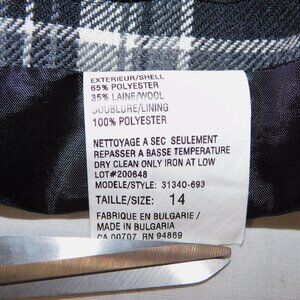 EXTERIEUR/SHELL
65% POLYESTER
35% LAINE/WOOL
DOUBLURE/LINING
100% POLYESTER
NETTOYAGE A SEC SEULEMENT
REPASSER A BASSE TEMPERATURE
DRY CLEAN ONLY IRON AT LOW
LOT#200648
MODELE/STYLE: 31340-693
TAILLE/SIZE: 14
FABRIQUE EN BULGARIE/
MADE IN BULGARIA
CA 00707 RN 94869